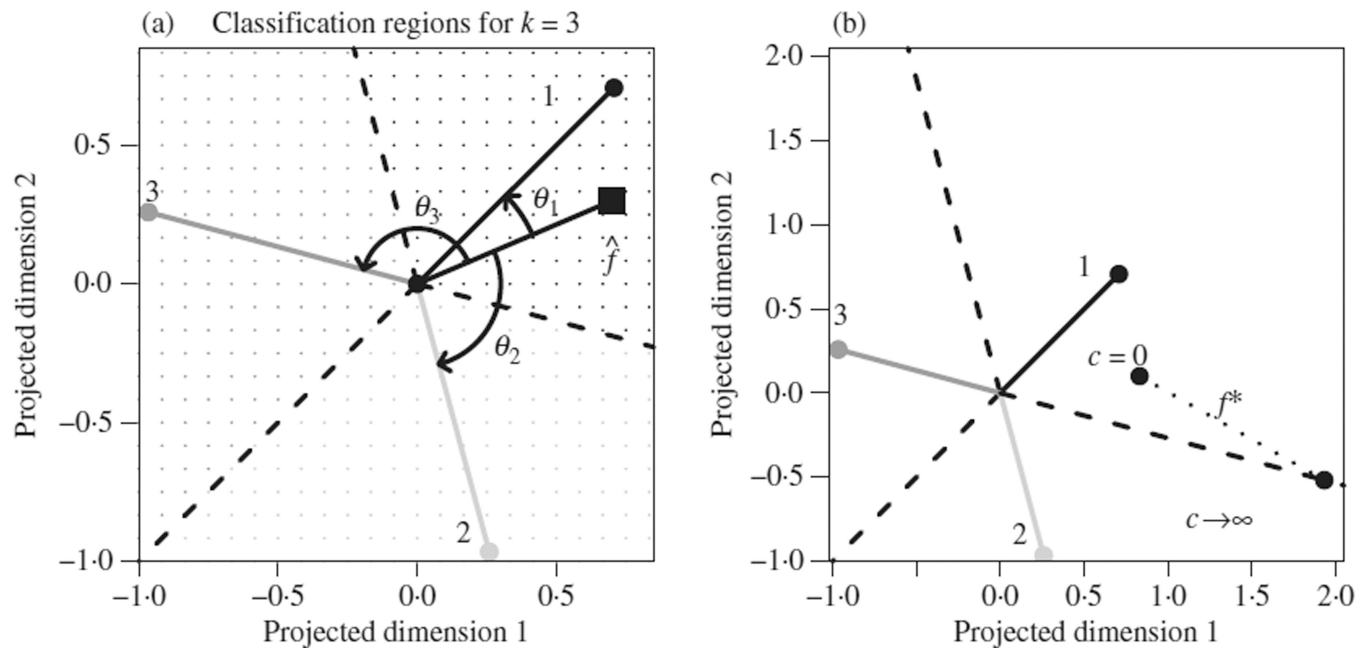 (a) Classification regions for k = 3
Projected dimension 2
0·5
0·0
−0·5
−1·0
−1·0
−0·5
0·0
0·5
Projected dimension 1
1
2
3
θ1
θ2
θ3
f̂
(b)
Projected dimension 2
2·0
1·5
1·0
0·5
0·0
−0·5
−1·0
−1·0
0·0
0·5
1·0
1·5
2·0
Projected dimension 1
1
2
3
c = 0
f*
c→∞